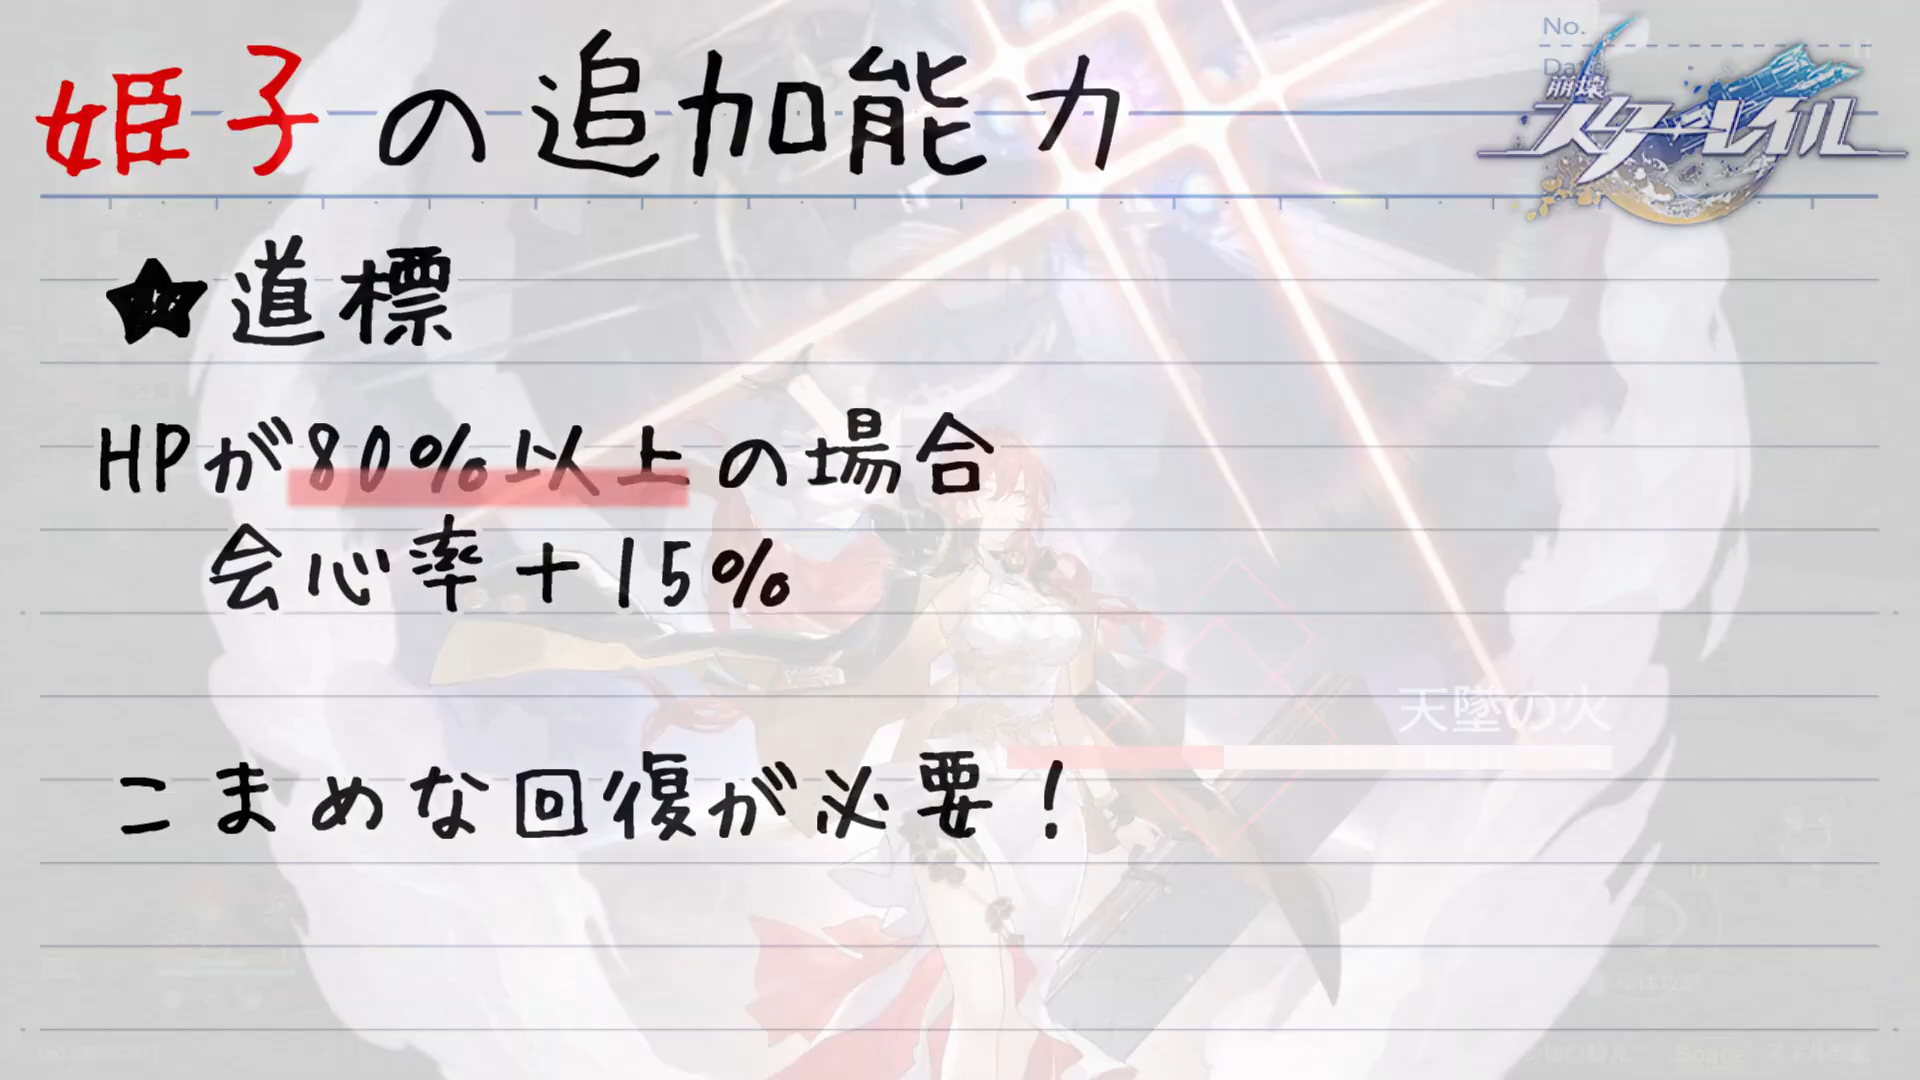 No.
Date
崩壊
スターレイル
姫子の追加能力
★道標
HPが80%以上の場合
会心率+15%
天墜の火
こまめな回復が必要!